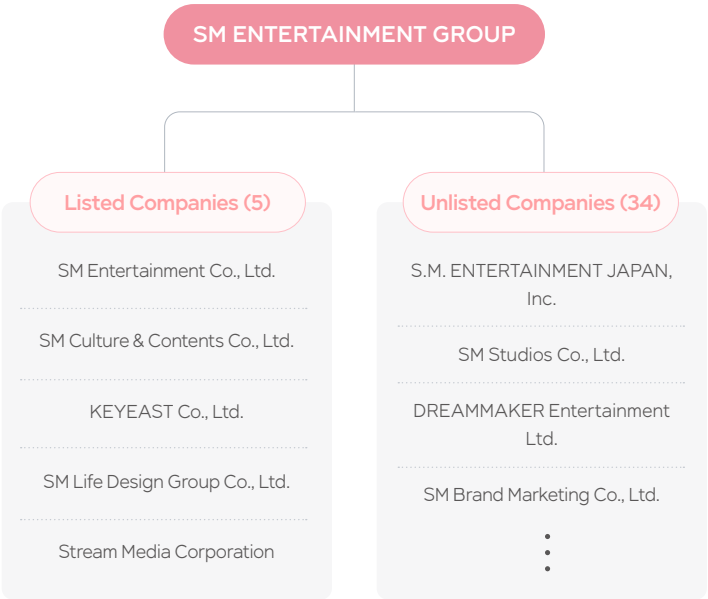 SM ENTERTAINMENT GROUP
Listed Companies (5)
SM Entertainment Co., Ltd.
SM Culture & Contents Co., Ltd.
KEYEAST Co., Ltd.
SM Life Design Group Co., Ltd.
Stream Media Corporation
Unlisted Companies (34)
S.M. ENTERTAINMENT JAPAN,
Inc.
SM Studios Co., Ltd.
DREAMMAKER Entertainment
Ltd.
SM Brand Marketing Co., Ltd.